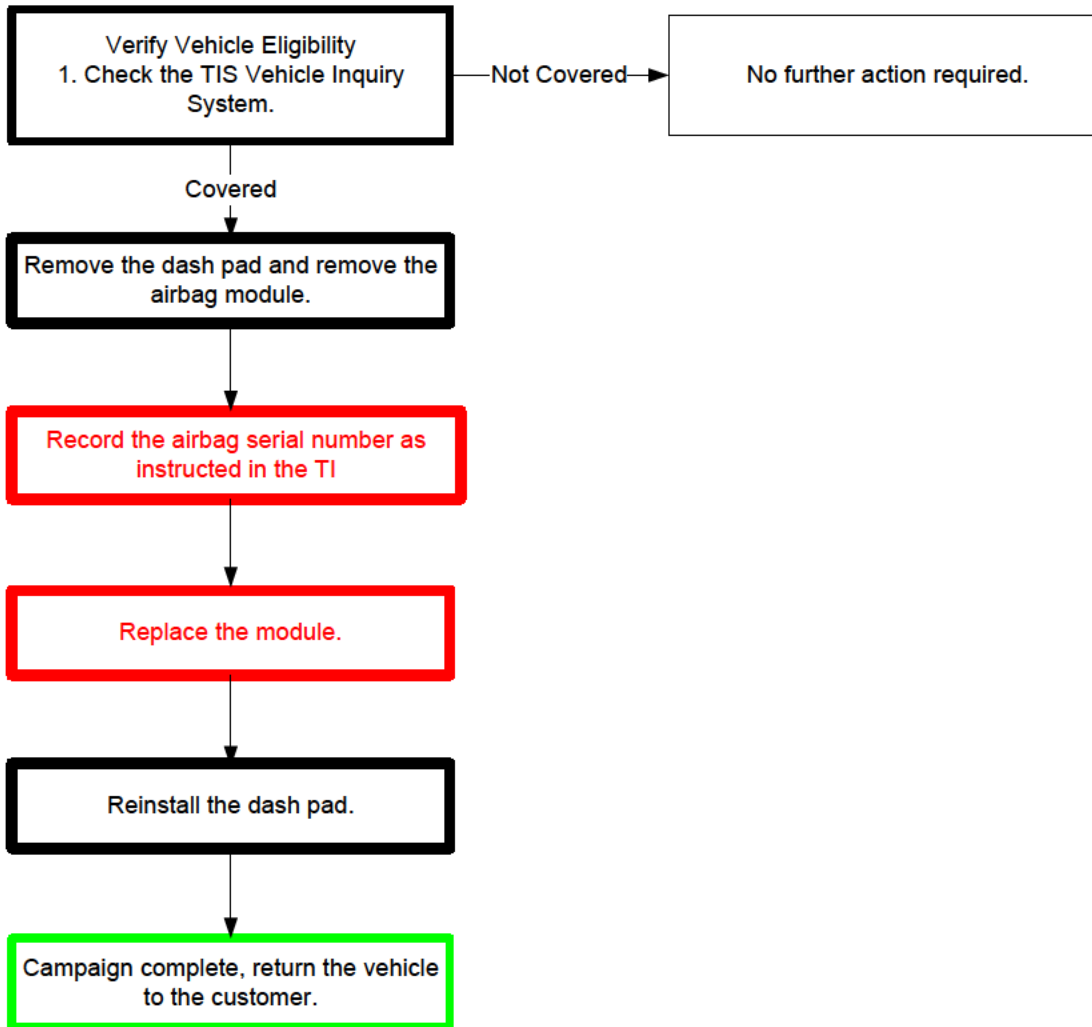 Verify Vehicle Eligibility
1. Check the TIS Vehicle Inquiry
System.
Not Covered
No further action required.
Covered
Remove the dash pad and remove the
airbag module.
Record the airbag serial number as
instructed in the TI
Replace the module.
Reinstall the dash pad.
Campaign complete, return the vehicle
to the customer.